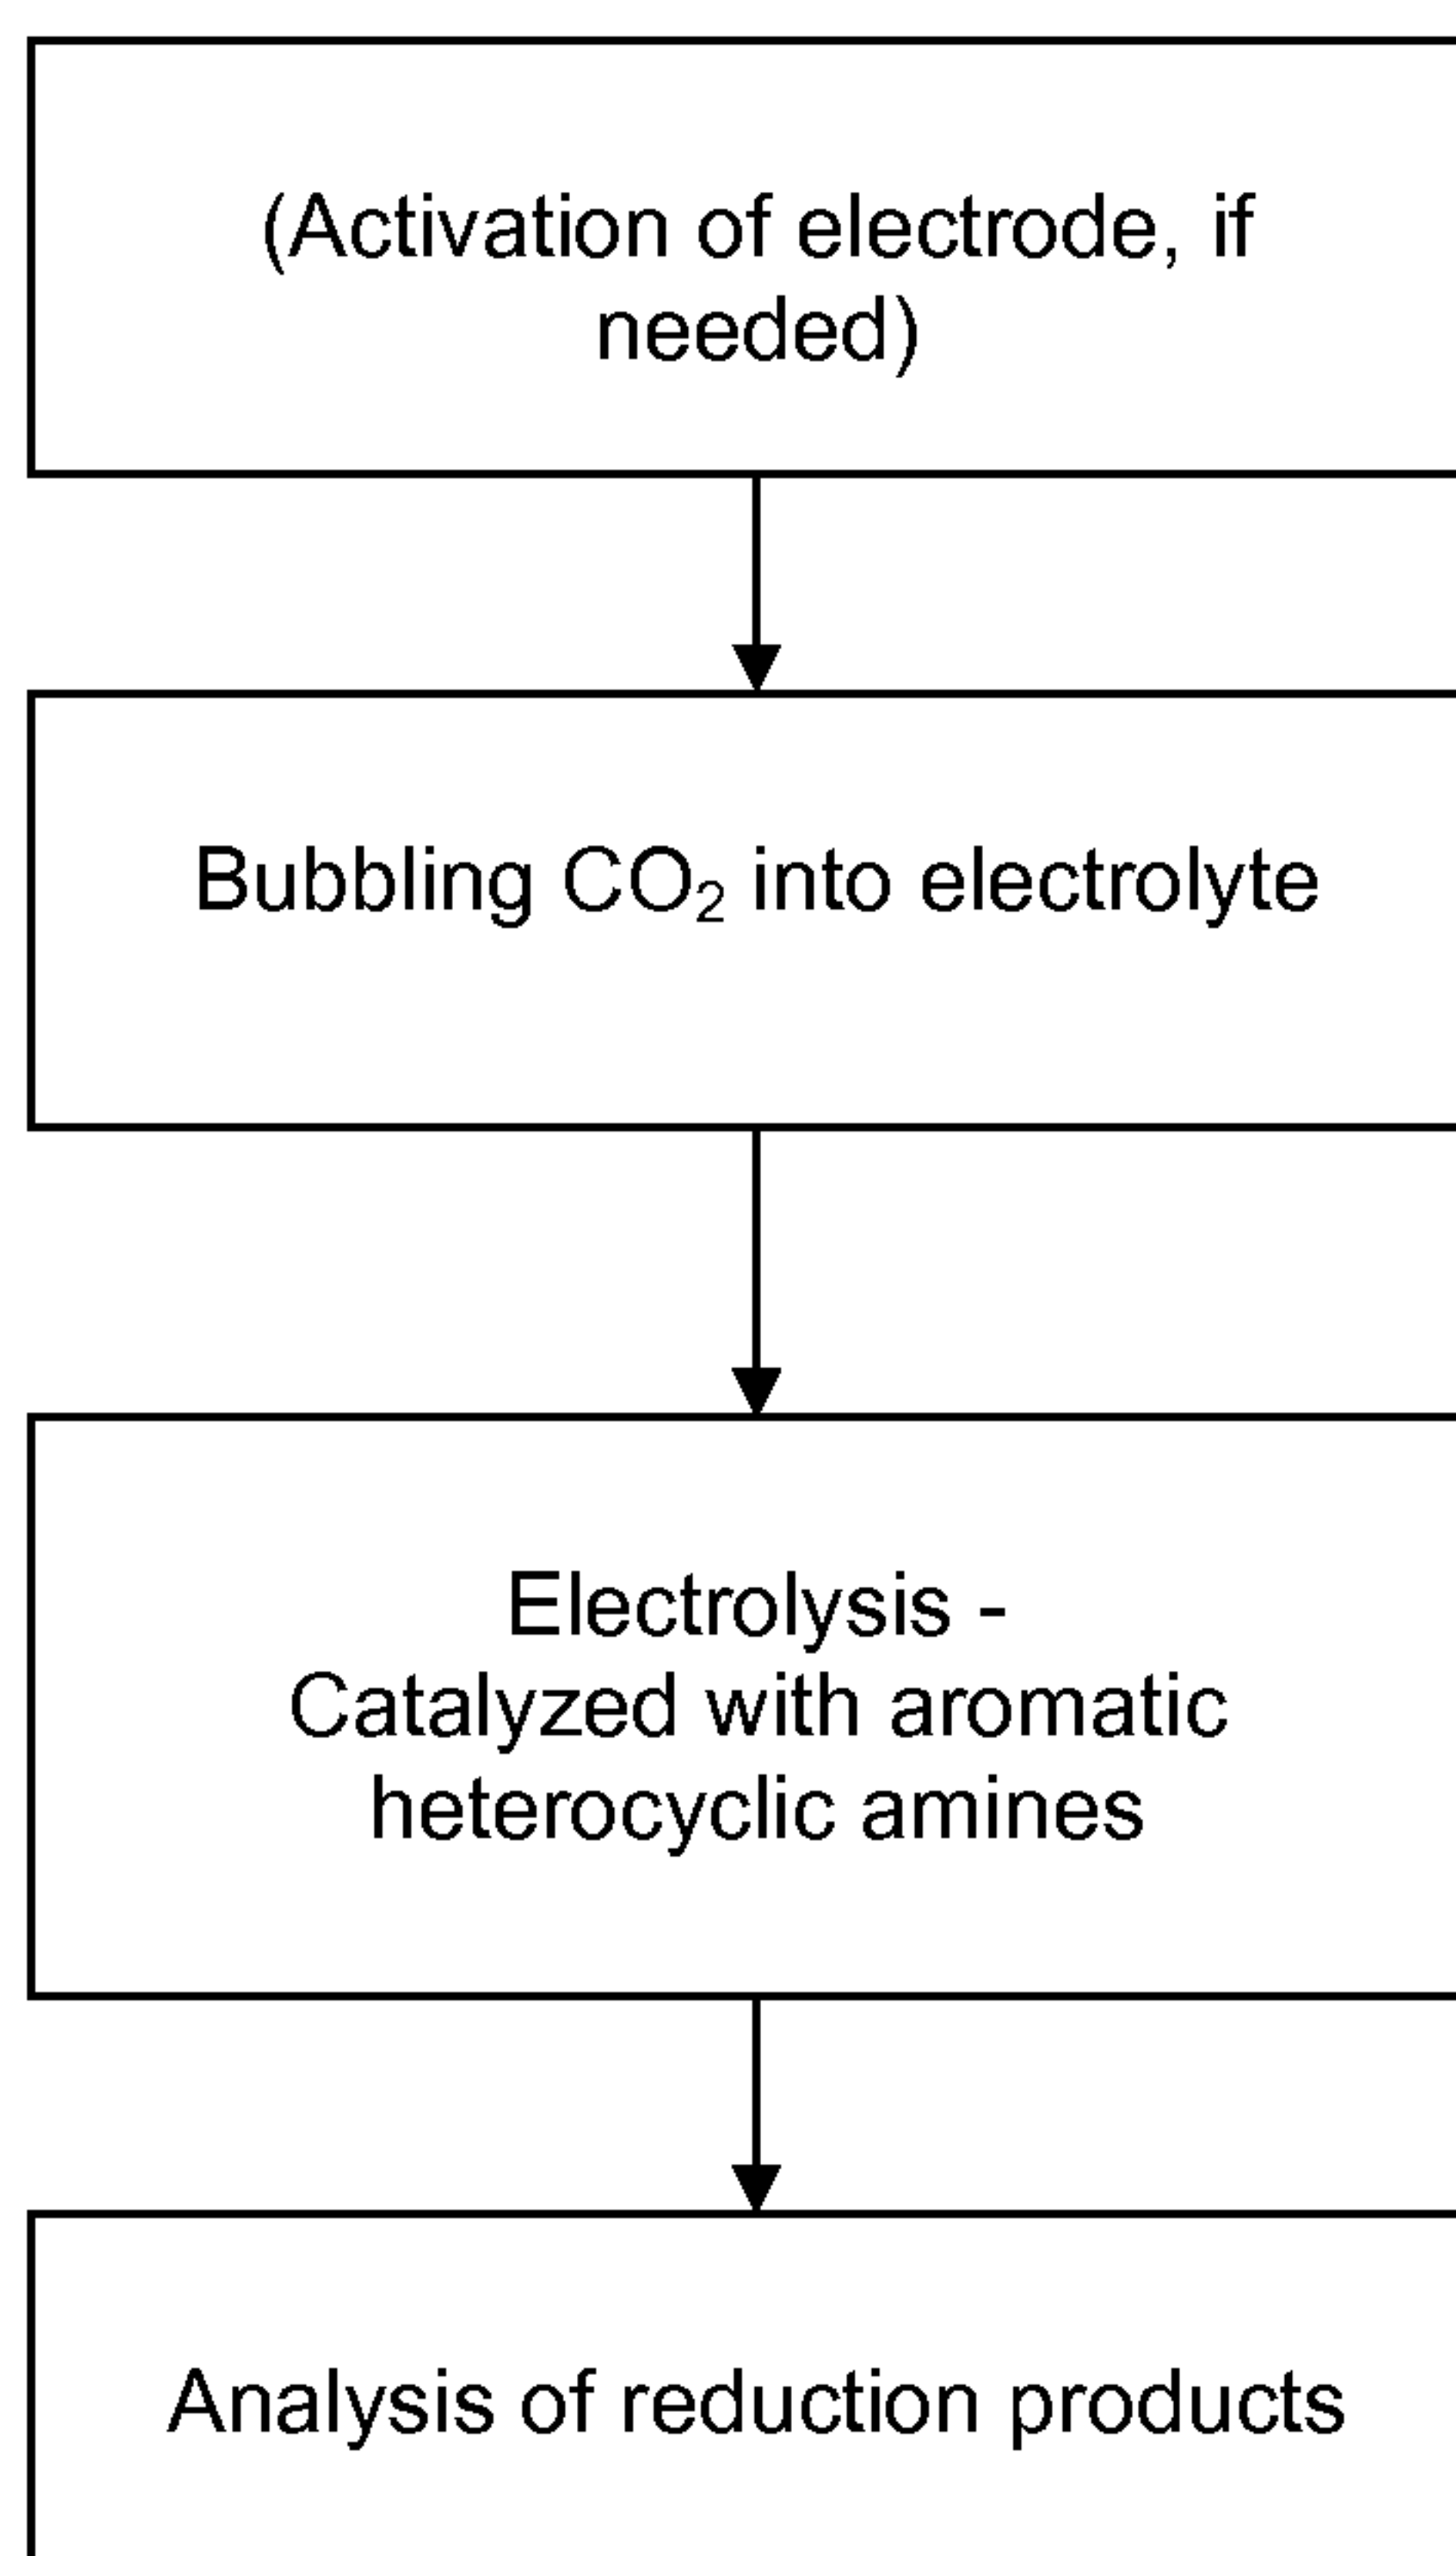 (Activation of electrode, if
needed)
Bubbling CO₂ into electrolyte
Electrolysis -
Catalyzed with aromatic
heterocyclic amines
Analysis of reduction products